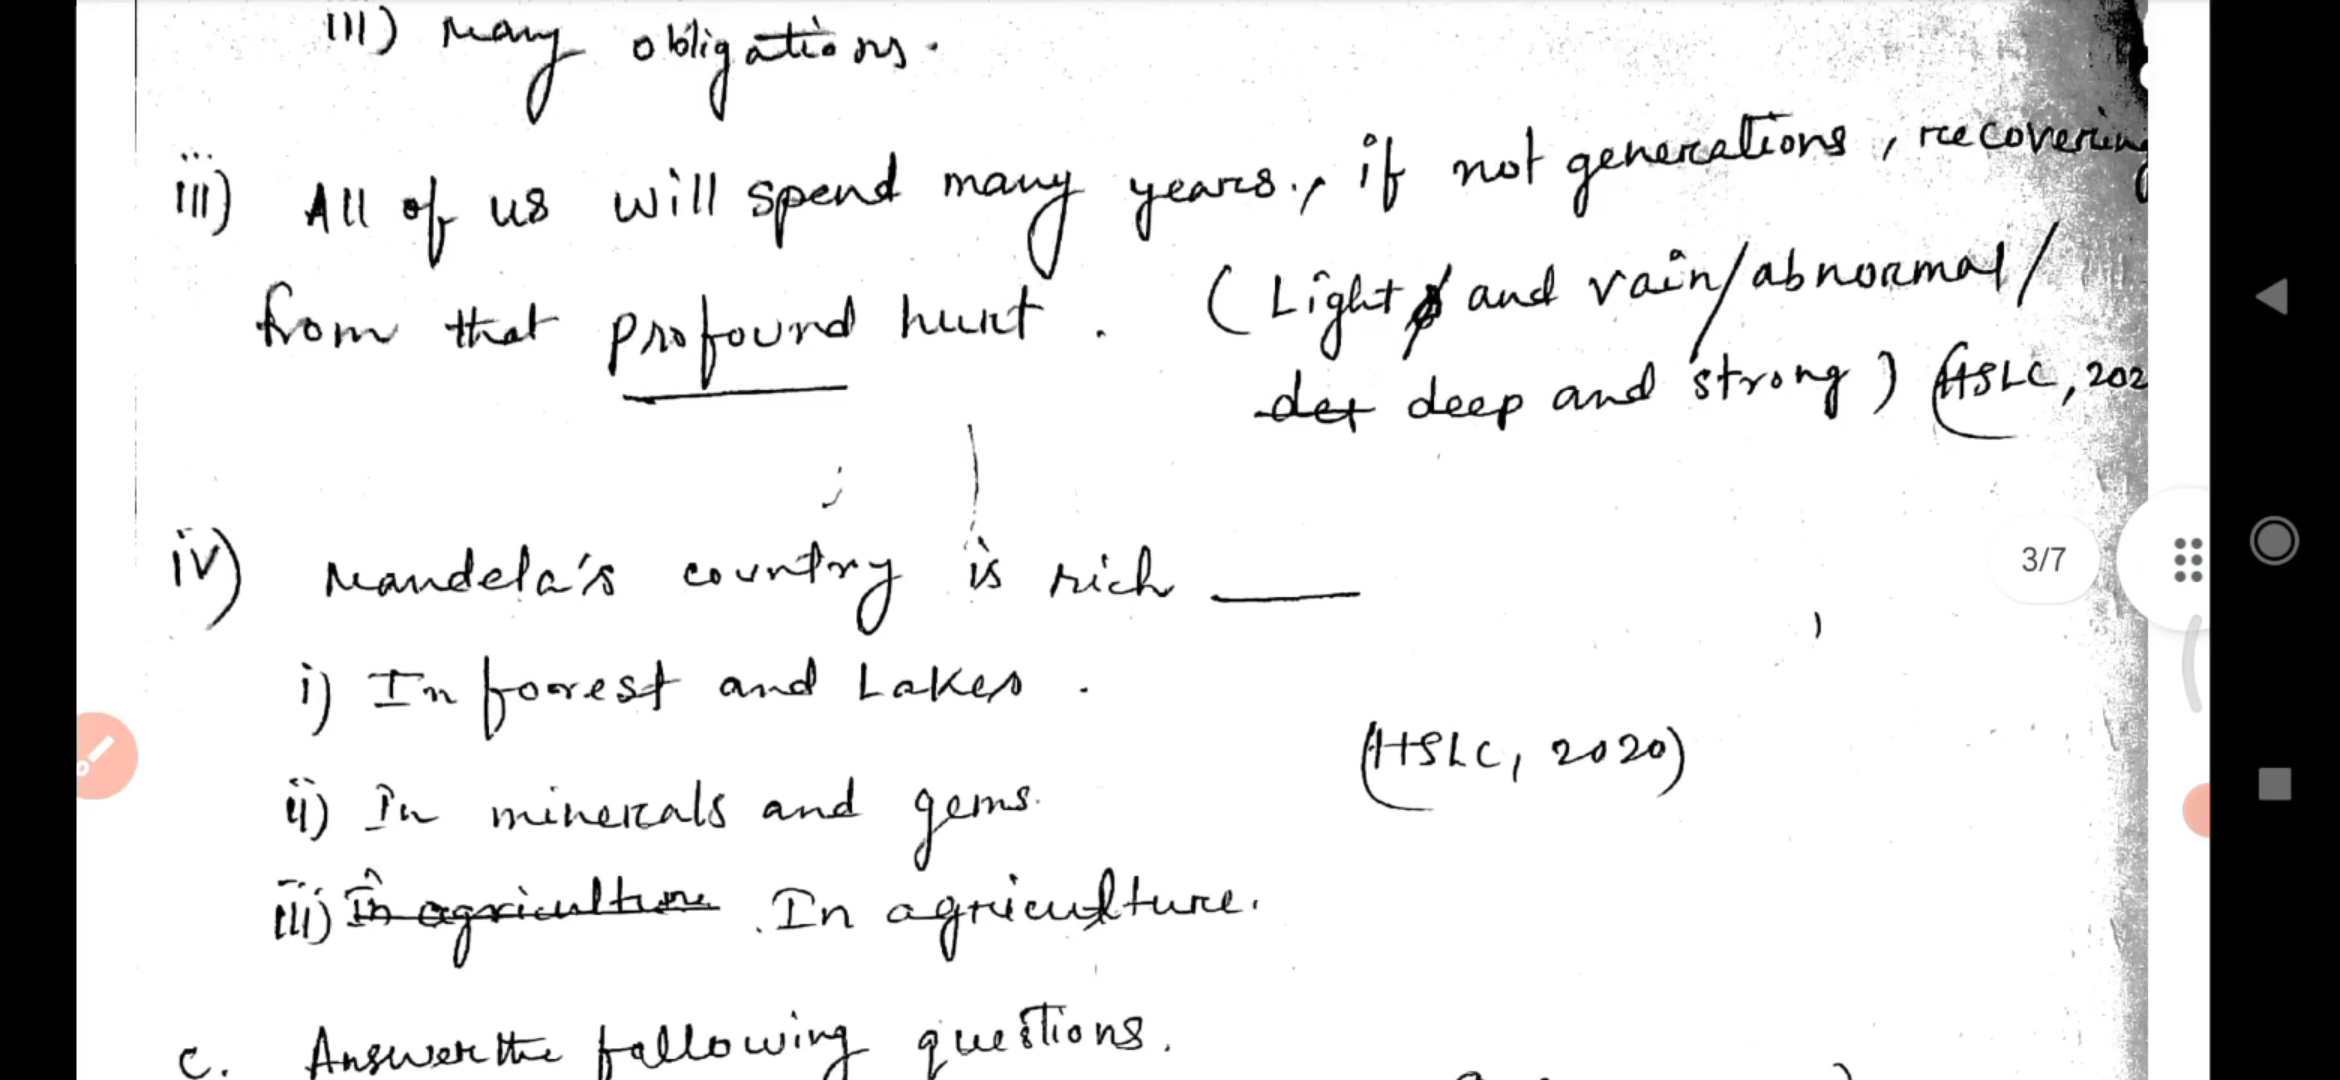 iii) Many obligations.
iii) All of us will spend many years, if not generations, recovering
from that profound hurt. (Light and vain/abnormal/
deep and strong) (HSLC, 202
iv) Mandela's country is rich ____
i) In forest and Lakes.
(HSLC, 2020)
ii) In minerals and gems.
iii) In agriculture. In agriculture.
C. Answer the following questions.
3/7